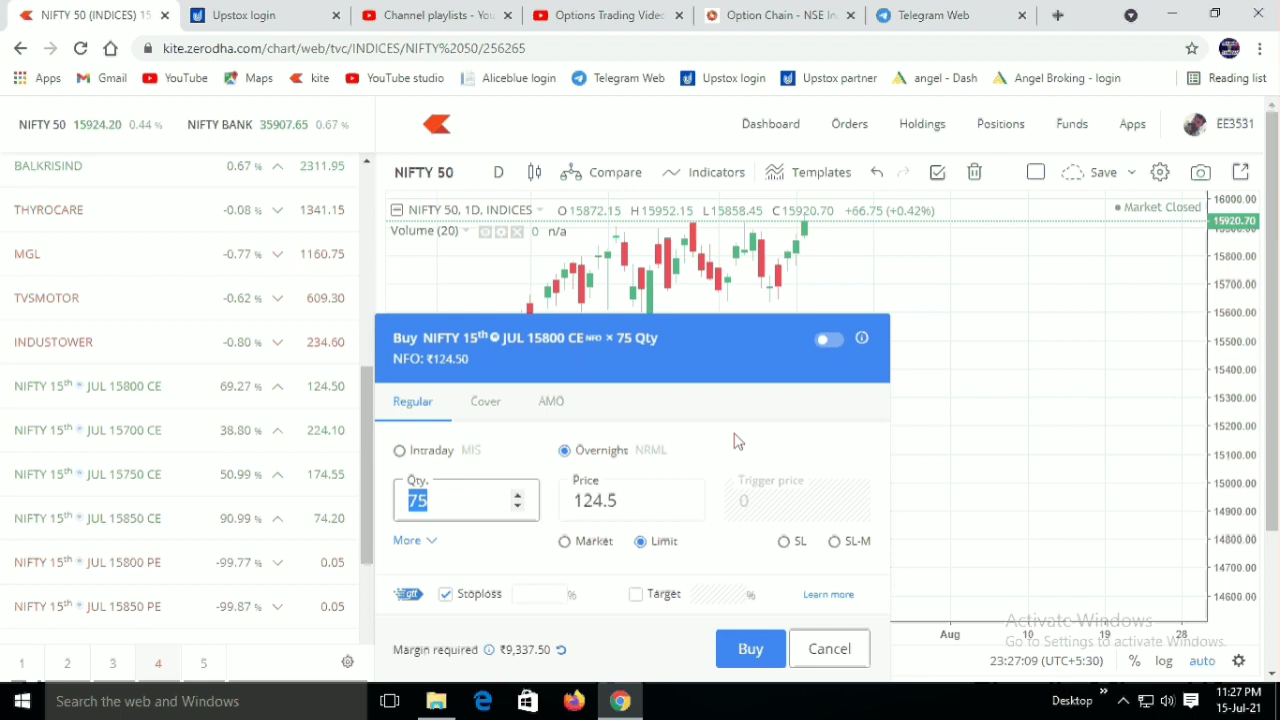 NIFTY 50 (INDICES) 15
Upstox login
Channel playlists - You
Options Trading Vide
Option Chain - NSE In
Telegram Web
kite.zerodha.com/chart/web/tvc/INDICES/NIFTY%2050/256265
Apps Gmail YouTube Maps kite YouTube studio Aliceblue login Telegram Web Upstox login Upstox partner angel - Dash Angel Broking - login Reading list
NIFTY 50 15924.20 0.44 % NIFTY BANK 35907.65 0.67 %
Dashboard Orders Holdings Positions Funds Apps EE3531
BALKRISIND 0.67 % 2311.95
THYROCARE -0.08 % 1341.15
MGL -0.77 % 1160.75
TVSMOTOR -0.62 % 609.30
INDUSTOWER -0.80 % 234.60
NIFTY 15th W JUL 15800 CE 69.27 % 124.50
NIFTY 15th W JUL 15700 CE 38.80 % 224.10
NIFTY 15th W JUL 15750 CE 50.99 % 174.55
NIFTY 15th W JUL 15850 CE 90.99 % 74.20
NIFTY 15th W JUL 15800 PE -99.77 % 0.05
NIFTY 15th W JUL 15850 PE -99.87 % 0.05
1 2 3 4 5
NIFTY 50 D Compare Indicators Templates Save
NIFTY 50, 1D, INDICES O15872.15 H15952.15 L15858.45 C15920.70 +66.75 (+0.42%)
Market Closed
Volume (20) 0 n/a
16000.00
15920.70
15800.00
15700.00
15600.00
15500.00
15400.00
15300.00
15200.00
15100.00
15000.00
14900.00
14800.00
14700.00
14600.00
Buy NIFTY 15th W JUL 15800 CE NFO × 75 Qty
NFO: ₹124.50
Regular Cover AMO
Intraday MIS Overnight NRML
Qty. Price Trigger price
75 124.5 0
More Market Limit SL SL-M
gtt Stoploss % Target % Learn more
Margin required ₹9,337.50 Buy Cancel
Aug 10 19 28
Activate Windows
Go to Settings to activate Windows.
23:27:09 (UTC+5:30) % log auto
Search the web and Windows
Desktop
11:27 PM
15-Jul-21